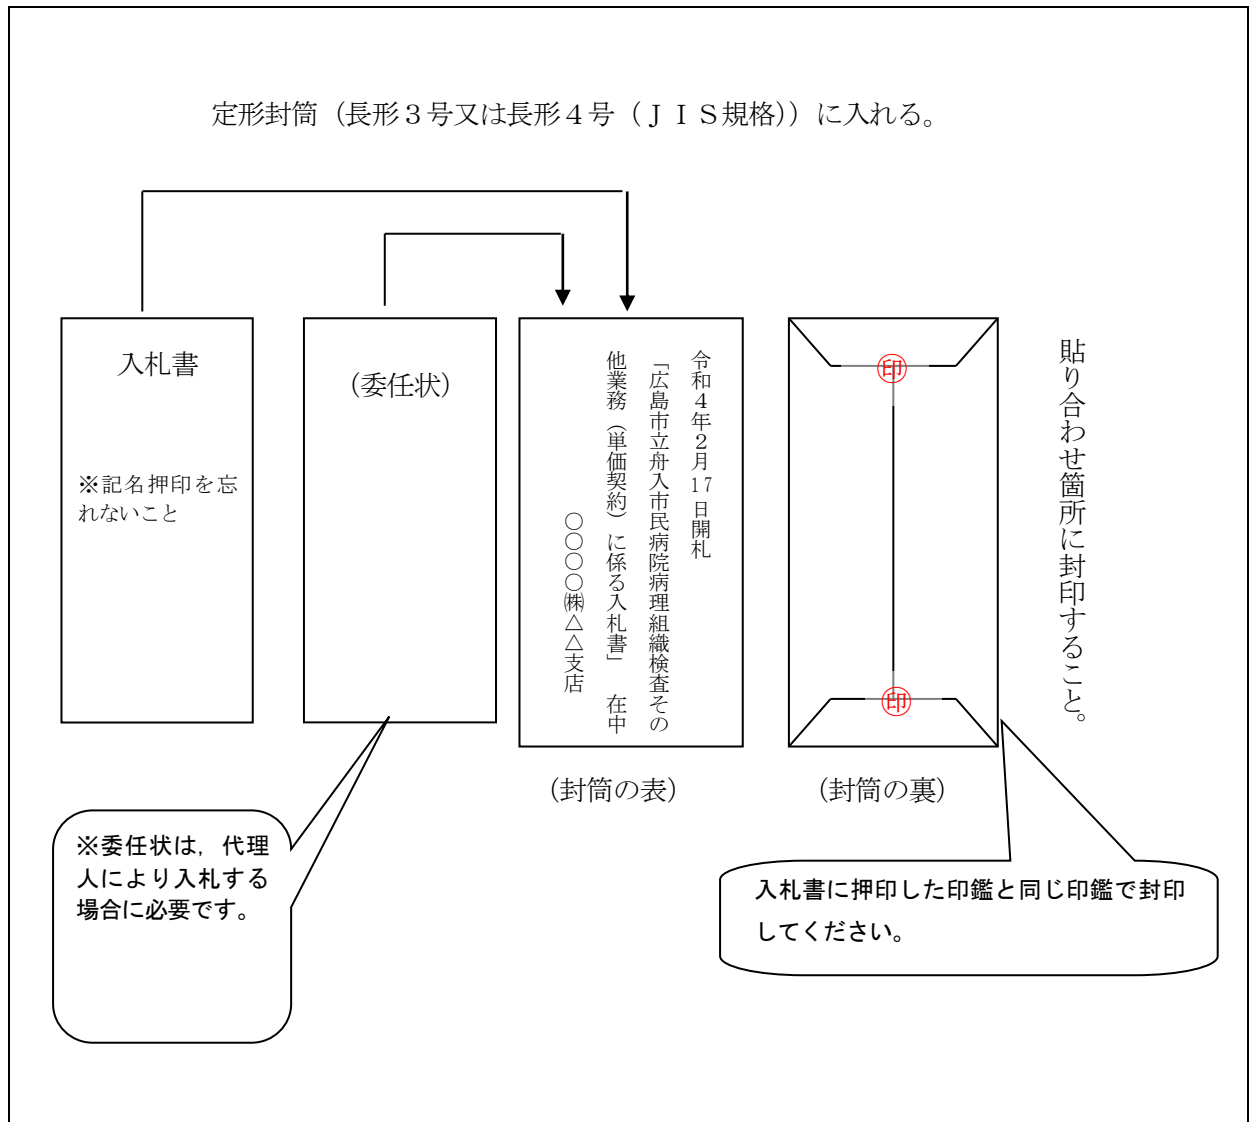 定形封筒（長形３号又は長形４号（ＪＩＳ規格））に入れる。
入札書
※記名押印を忘
れないこと
（委任状）
令和４年２月17日開札
「広島市立舟入市民病院病理組織検査その
他業務（単価契約）に係る入札書」　在中
○○○○㈱△△支店
印
印
貼り合わせ箇所に封印すること。
（封筒の表）
（封筒の裏）
※委任状は，代理
人により入札する
場合に必要です。
入札書に押印した印鑑と同じ印鑑で封印
してください。